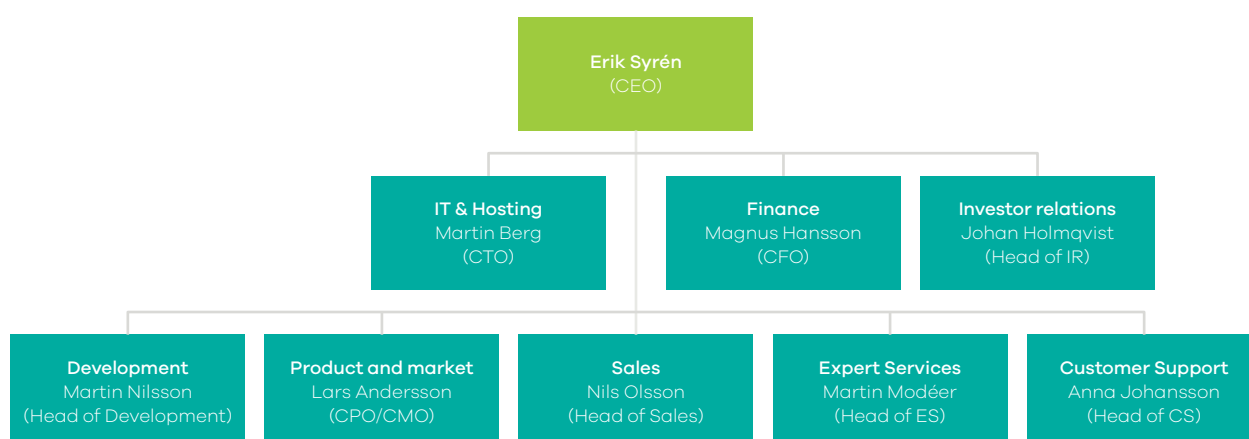 Erik Syrén
(CEO)
IT & Hosting
Martin Berg
(CTO)
Finance
Magnus Hansson
(CFO)
Investor relations
Johan Holmqvist
(Head of IR)
Development
Martin Nilsson
(Head of Development)
Product and market
Lars Andersson
(CPO/CMO)
Sales
Nils Olsson
(Head of Sales)
Expert Services
Martin Modéer
(Head of ES)
Customer Support
Anna Johansson
(Head of CS)